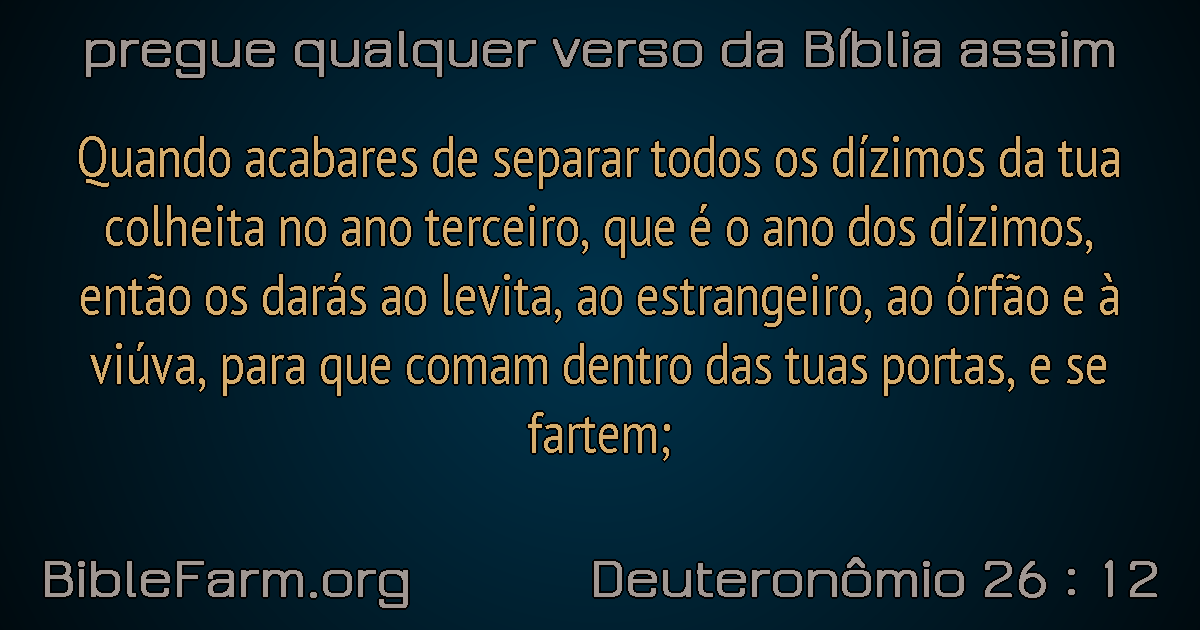 pregue qualquer verso da Bíblia assim
Quando acabares de separar todos os dízimos da tua
colheita no ano terceiro, que é o ano dos dízimos,
então os darás ao levita, ao estrangeiro, ao órfão e à
viúva, para que comam dentro das tuas portas, e se
fartem;
BibleFarm.org
Deuteronômio 26 : 12